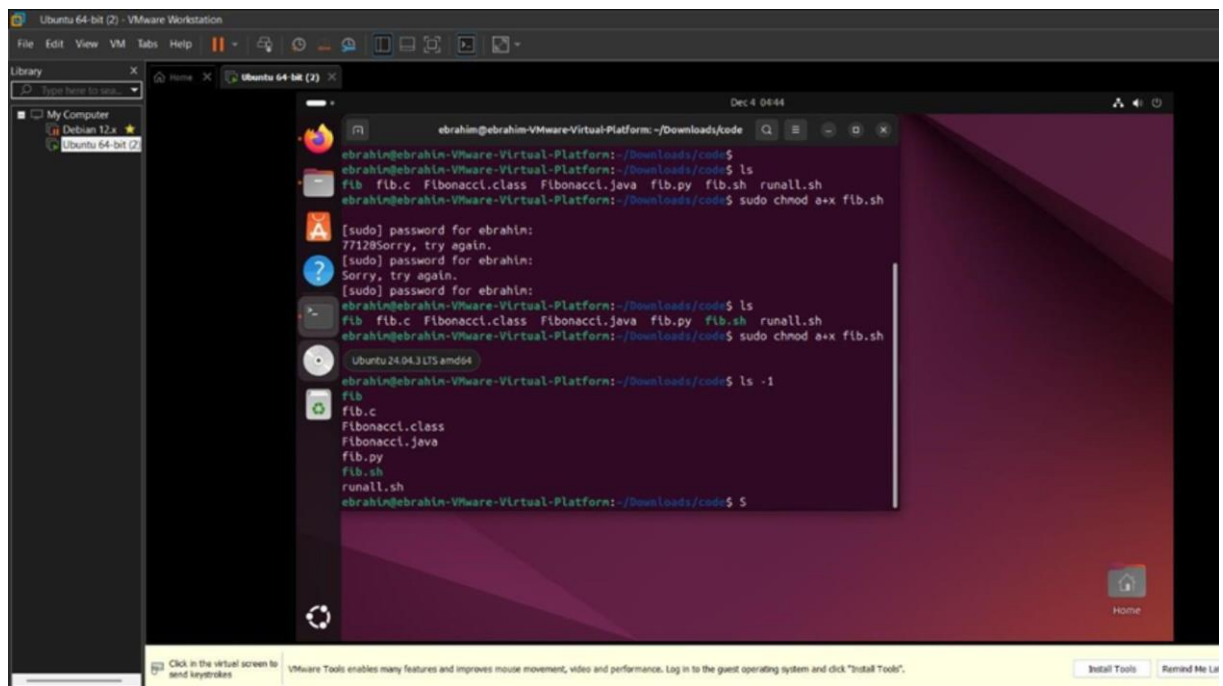 Ubuntu 64-bit (2) - VMware Workstation
File Edit View VM Tabs Help
Library X
Type here to sea...
My Computer
Debian 12.x
Ubuntu 64-bit (2)
Home X Ubuntu 64-bit (2) X
Dec 4 04:44
ebrahim@ebrahim-VMware-Virtual-Platform: ~/Downloads/code
ebrahim@ebrahim-VMware-Virtual-Platform:~/Downloads/code$
ebrahim@ebrahim-VMware-Virtual-Platform:~/Downloads/code$ ls
fib fib.c Fibonacci.class Fibonacci.java fib.py fib.sh runall.sh
ebrahim@ebrahim-VMware-Virtual-Platform:~/Downloads/code$ sudo chmod a+x fib.sh
[sudo] password for ebrahim:
77120Sorry, try again.
[sudo] password for ebrahim:
Sorry, try again.
[sudo] password for ebrahim:
ebrahim@ebrahim-VMware-Virtual-Platform:~/Downloads/code$ ls
fib fib.c Fibonacci.class Fibonacci.java fib.py fib.sh runall.sh
ebrahim@ebrahim-VMware-Virtual-Platform:~/Downloads/code$ sudo chmod a+x fib.sh
Ubuntu 24.04.3 LTS amd64
ebrahim@ebrahim-VMware-Virtual-Platform:~/Downloads/code$ ls -1
fib
fib.c
Fibonacci.class
Fibonacci.java
fib.py
fib.sh
runall.sh
ebrahim@ebrahim-VMware-Virtual-Platform:~/Downloads/code$ S
Home
Click in the virtual screen to
send keystrokes
VMware Tools enables many features and improves mouse movement, video and performance. Log in to the guest operating system and click "Install Tools".
Install Tools
Remind Me Lat